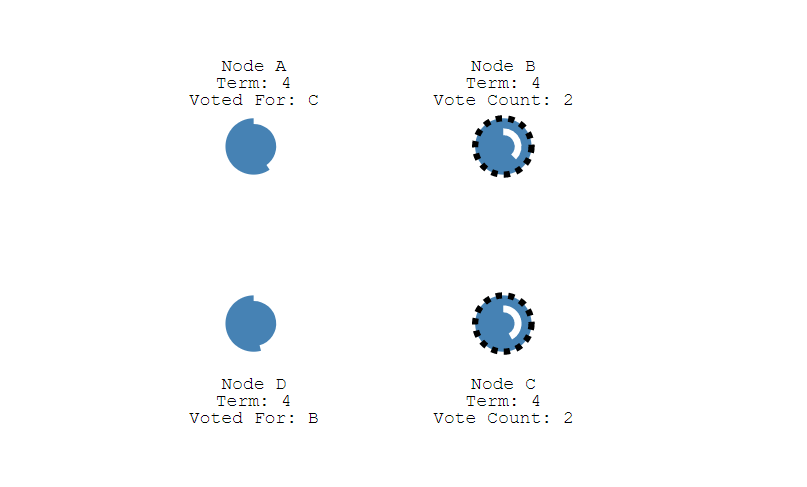 Node A
Term: 4
Voted For: C
Node B
Term: 4
Vote Count: 2
Node D
Term: 4
Voted For: B
Node C
Term: 4
Vote Count: 2